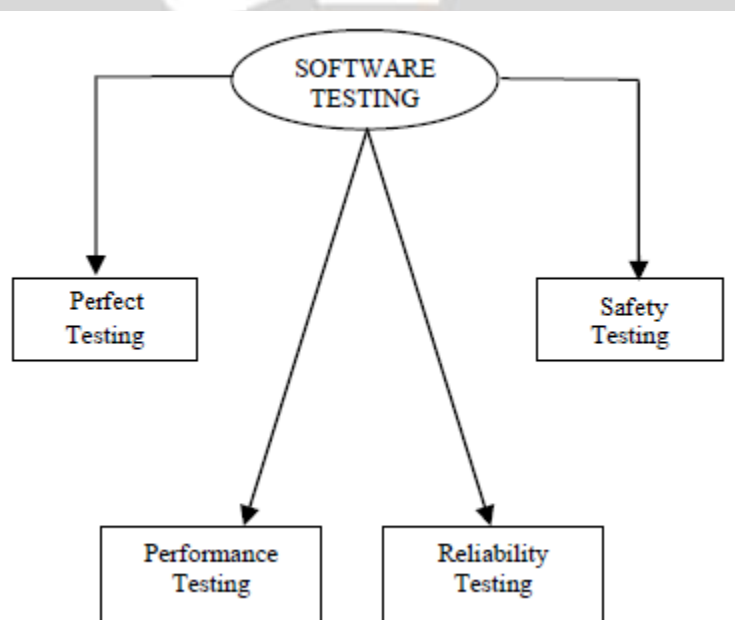 SOFTWARE
TESTING
Perfect
Testing
Safety
Testing
Performance
Testing
Reliability
Testing